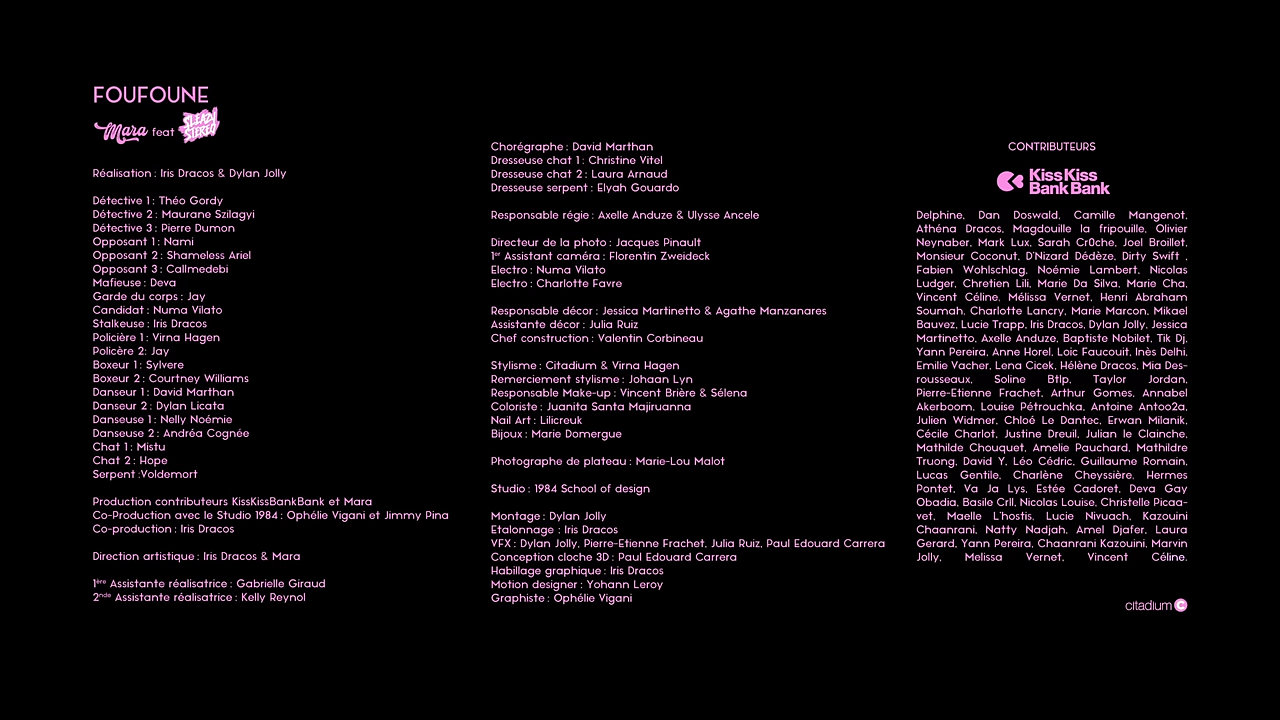 FOUFOUNE
Mara feat SLEAZY STEREO
Réalisation : Iris Dracos & Dylan Jolly
Détective 1 : Théo Gordy
Détective 2 : Maurane Szilagyi
Détective 3 : Pierre Dumon
Opposant 1 : Nami
Opposant 2 : Shameless Ariel
Opposant 3 : Callmedebi
Mafieuse : Deva
Garde du corps : Jay
Candidat : Numa Vilato
Stalkeuse : Iris Dracos
Policière 1 : Virna Hagen
Policère 2: Jay
Boxeur 1 : Sylvere
Boxeur 2 : Courtney Williams
Danseur 1 : David Marthan
Danseur 2 : Dylan Licata
Danseuse 1 : Nelly Noémie
Danseuse 2 : Andréa Cognée
Chat 1 : Mistu
Chat 2 : Hope
Serpent :Voldemort
Production contributeurs KissKissBankBank et Mara
Co-Production avec le Studio 1984 : Ophélie Vigani et Jimmy Pina
Co-production : Iris Dracos
Direction artistique : Iris Dracos & Mara
1ère Assistante réalisatrice : Gabrielle Giraud
2nde Assistante réalisatrice : Kelly Reynol
Chorégraphe : David Marthan
Dresseuse chat 1 : Christine Vitel
Dresseuse chat 2 : Laura Arnaud
Dresseuse serpent : Elyah Gouardo
Responsable régie : Axelle Anduze & Ulysse Ancele
Directeur de la photo : Jacques Pinault
1er Assistant caméra : Florentin Zweideck
Electro : Numa Vilato
Electro : Charlotte Favre
Responsable décor : Jessica Martinetto & Agathe Manzanares
Assistante décor : Julia Ruiz
Chef construction : Valentin Corbineau
Stylisme : Citadium & Virna Hagen
Remerciement stylisme : Johaan Lyn
Responsable Make-up : Vincent Brière & Sélena
Coloriste : Juanita Santa Majiruanna
Nail Art : Lilicreuk
Bijoux : Marie Domergue
Photographe de plateau : Marie-Lou Malot
Studio : 1984 School of design
Montage : Dylan Jolly
Etalonnage : Iris Dracos
VFX : Dylan Jolly, Pierre-Etienne Frachet, Julia Ruiz, Paul Edouard Carrera
Conception cloche 3D : Paul Edouard Carrera
Habillage graphique : Iris Dracos
Motion designer : Yohann Leroy
Graphiste : Ophélie Vigani
CONTRIBUTEURS
KissKiss
BankBank
Delphine, Dan Doswald, Camille Mangenot,
Athéna Dracos, Magdouille la fripouille, Olivier
Neynaber, Mark Lux, Sarah Cr0che, Joel Broillet,
Monsieur Coconut, D'Nizard Dédèze, Dirty Swift ,
Fabien Wohlschlag, Noémie Lambert, Nicolas
Ludger, Chretien Lili, Marie Da Silva, Marie Cha,
Vincent Céline, Mélissa Vernet, Henri Abraham
Soumah, Charlotte Lancry, Marie Marcon, Mikael
Bauvez, Lucie Trapp, Iris Dracos, Dylan Jolly, Jessica
Martinetto, Axelle Anduze, Baptiste Nobilet, Tik Dj,
Yann Pereira, Anne Horel, Loic Faucouit, Inès Delhi,
Emilie Vacher, Lena Cicek, Hélène Dracos, Mia Des-
rousseaux, Soline Btlp, Taylor Jordan,
Pierre-Etienne Frachet, Arthur Gomes, Annabel
Akerboom, Louise Pétrouchka, Antoine Antoo2a,
Julien Widmer, Chloé Le Dantec, Erwan Milanik,
Cécile Charlot, Justine Dreuil, Julian le Clainche,
Mathilde Chouquet, Amelie Pauchard, Mathildre
Truong, David Y, Léo Cédric, Guillaume Romain,
Lucas Gentile, Charlène Cheyssière, Hermes
Pontet, Va Ja Lys, Estée Cadoret, Deva Gay
Obadia, Basile Crll, Nicolas Louise, Christelle Picaa-
vet, Maelle L'hostis, Lucie Nivuach, Kazouini
Chaanrani, Natty Nadjah, Amel Djafer, Laura
Gerard, Yann Pereira, Chaanrani Kazouini, Marvin
Jolly, Melissa Vernet, Vincent Céline.
citadium C